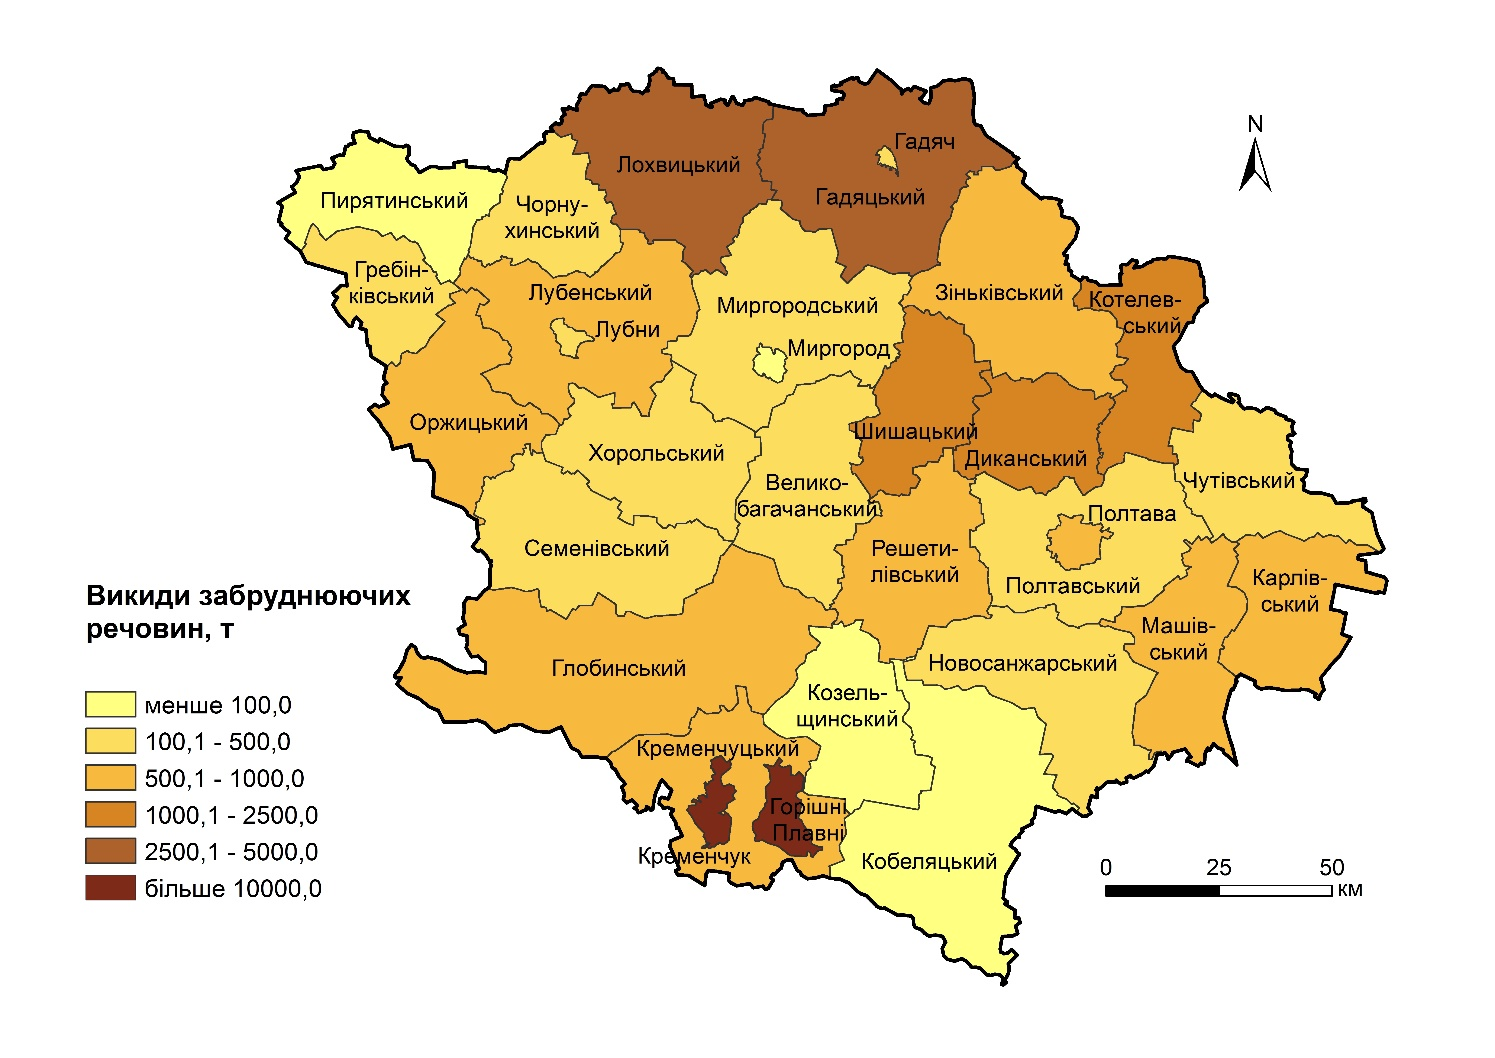 N
Гадяч
Лохвицький
Гадяцький
Пирятинський
Чорну-
хинський
Гребін-
ківський
Лубенський
Лубни
Миргородський
Миргород
Зіньківський
Котелев-
ський
Оржицький
Хорольський
Шишацький
Диканський
Велико-
багачанський
Чутівський
Полтава
Семенівський
Решети-
лівський
Полтавський
Карлів-
ський
Машів-
ський
Новосанжарський
Глобинський
Козель-
щинський
Кременчуцький
Горішні
Плавні
Кременчук
Кобеляцький
Викиди забруднюючих
речовин, т
менше 100,0
100,1 - 500,0
500,1 - 1000,0
1000,1 - 2500,0
2500,1 - 5000,0
більше 10000,0
0 25 50
км